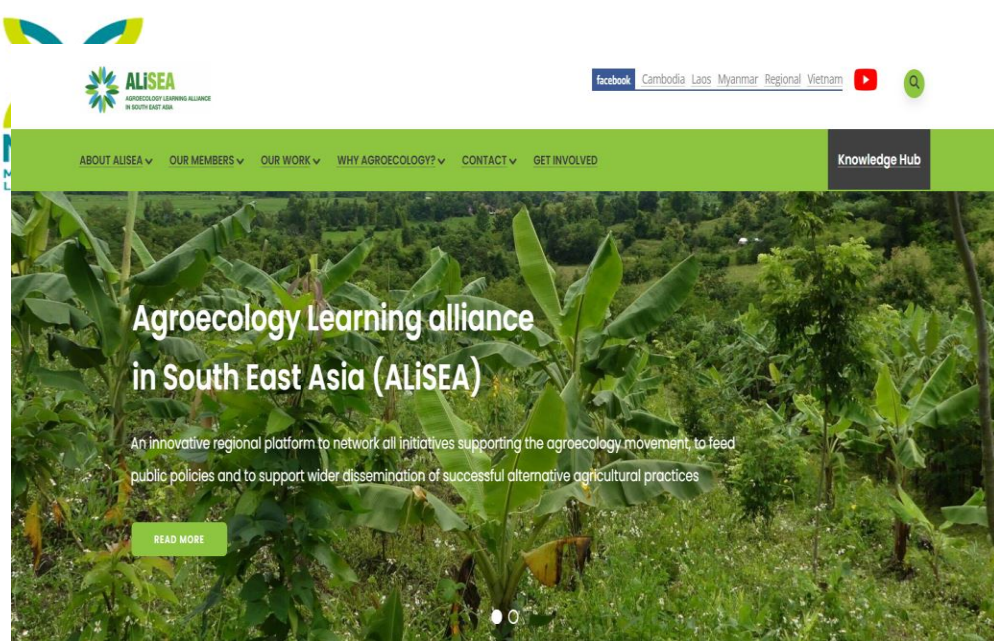 ALiSEA
AGROECOLOGY LEARNING ALLIANCE
IN SOUTH EAST ASIA
facebook Cambodia Laos Myanmar Regional Vietnam
ABOUT ALISEA OUR MEMBERS OUR WORK WHY AGROECOLOGY? CONTACT GET INVOLVED Knowledge Hub
Agroecology Learning alliance
in South East Asia (ALiSEA)
An innovative regional platform to network all initiatives supporting the agroecology movement, to feed
public policies and to support wider dissemination of successful alternative agricultural practices
READ MORE